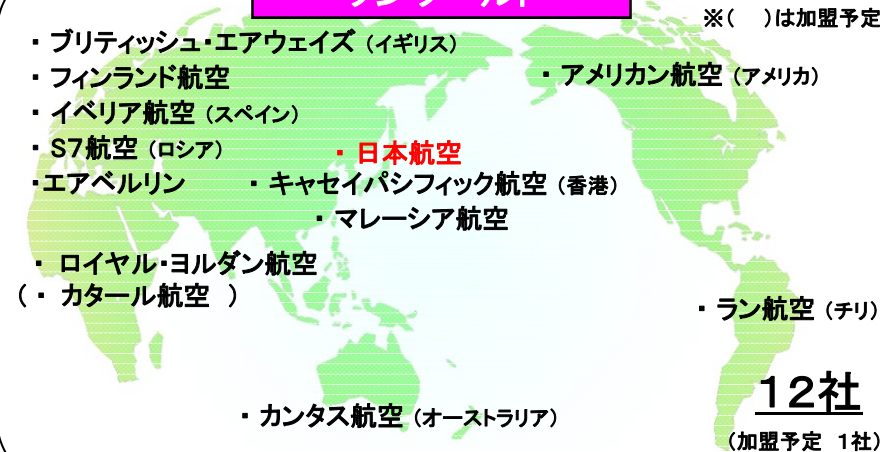 ※(　)は加盟予定
・ブリティッシュ・エアウェイズ（イギリス）
・フィンランド航空
・アメリカン航空（アメリカ）
・イベリア航空（スペイン）
・S7航空（ロシア）
・日本航空
・エアベルリン
・キャセイパシフィック航空（香港）
・マレーシア航空
・ロイヤル・ヨルダン航空
（・カタール航空　）
・ラン航空（チリ）
12社
・カンタス航空（オーストラリア）
（加盟予定　1社）